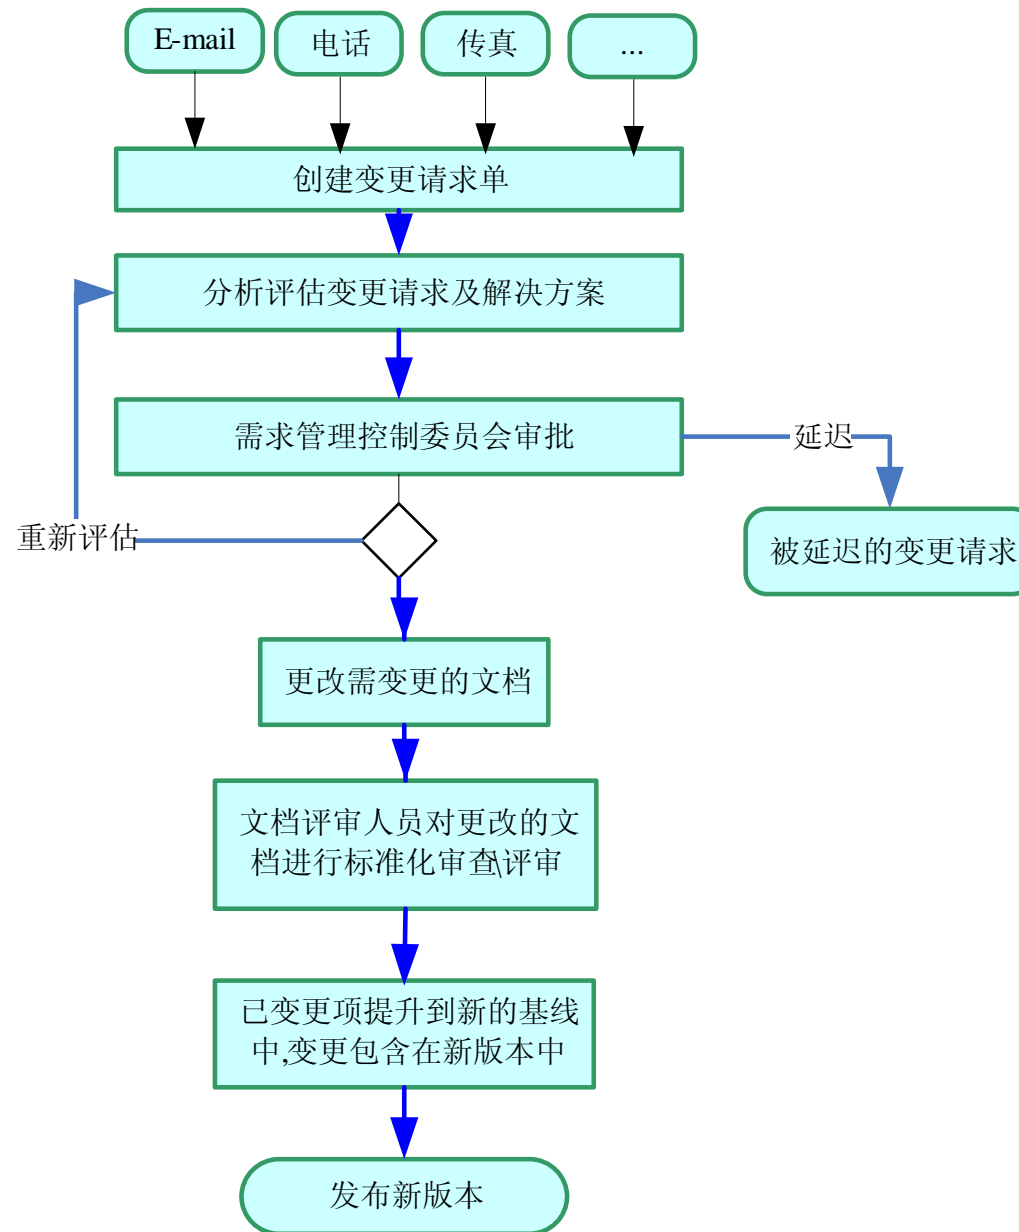 E-mail
电话
传真
...
创建变更请求单
分析评估变更请求及解决方案
需求管理控制委员会审批
延迟
重新评估
被延迟的变更请求
更改需变更的文档
文档评审人员对更改的文
档进行标准化审查\评审
已变更项提升到新的基线
中,变更包含在新版本中
发布新版本